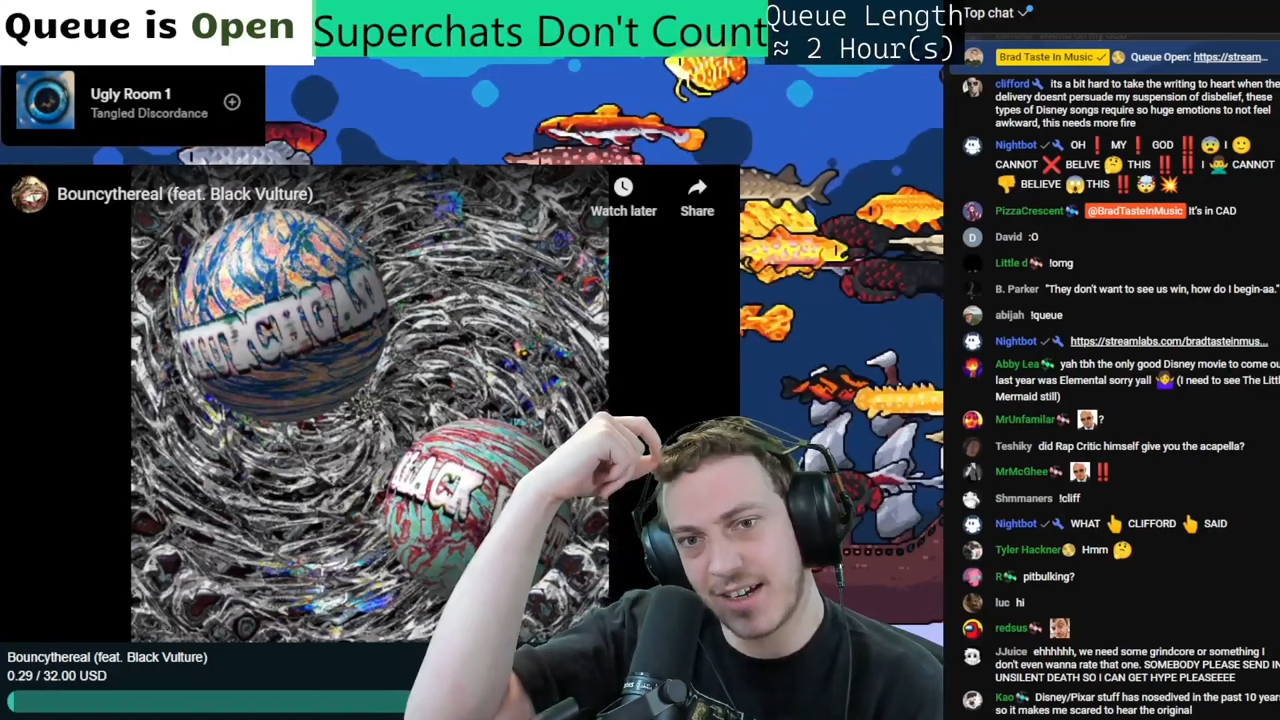 Queue is Open
Superchats Don't Count
Queue Length
≈ 2 Hour(s)
Ugly Room 1
Tangled Discordance
Bouncythereal (feat. Black Vulture)
Watch later
Share
BLACK
Bouncythereal (feat. Black Vulture)
0.29 / 32.00 USD
Top chat
Brad Taste In Music Queue Open: https://stream...
clifford its a bit hard to take the writing to heart when the
delivery doesnt persuade my suspension of disbelief, these
types of Disney songs require so huge emotions to not feel
awkward, this needs more fire
Nightbot OH ❗ MY ❗ GOD ‼ 😨 I 🙂
CANNOT ❌ BELIVE 🤔 THIS ‼ ‼ I 🙅‍♂️ CANNOT
👎 BELIEVE 😱 THIS ‼ 🤯 💥
PizzaCrescent @BradTasteInMusic It's in CAD
David :O
Little d !omg
B. Parker "They don't want to see us win, how do I begin-aa."
abijah !queue
Nightbot https://streamlabs.com/bradtasteinmus...
Abby Lea yah tbh the only good Disney movie to come ou
last year was Elemental sorry yall 🤷‍♀️ (I need to see The Littl
Mermaid still)
MrUnfamilar ?
Teshiky did Rap Critic himself give you the acapella?
MrMcGhee ‼
Shmmaners !cliff
Nightbot WHAT 👆 CLIFFORD 👆 SAID
Tyler Hackner Hmm 🤔
R pitbulking?
luc hi
redsus
JJuice ehhhhhh, we need some grindcore or something I
don't even wanna rate that one. SOMEBODY PLEASE SEND IN
UNSILENT DEATH SO I CAN GET HYPE PLEASEEEE
Kao Disney/Pixar stuff has nosedived in the past 10 years
so it makes me scared to hear the original